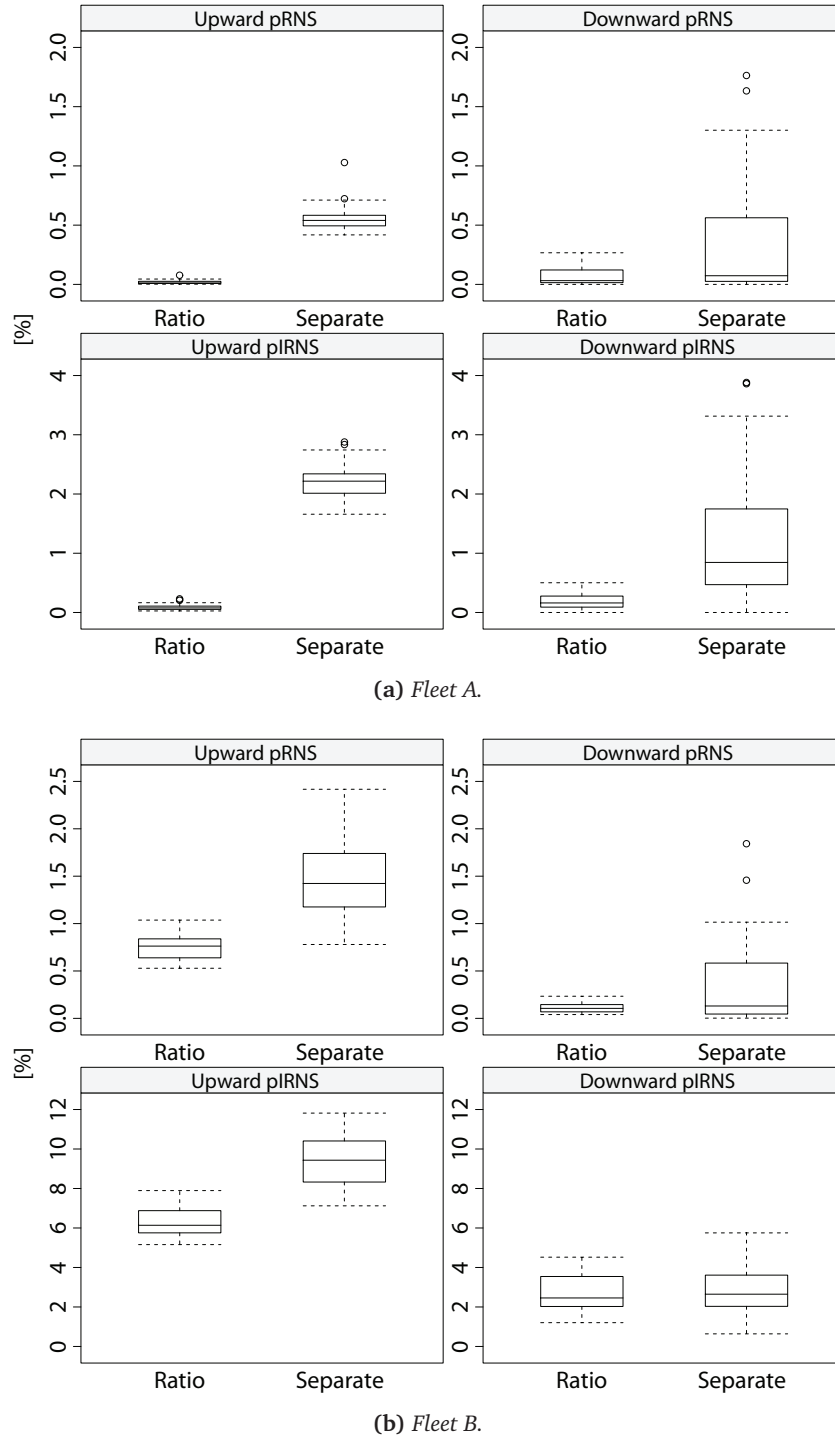 Upward pRNS
Downward pRNS
2.0
1.5
1.0
0.5
0.0
2.0
1.5
1.0
0.5
0.0
Ratio Separate
Ratio Separate
[%]
Upward pIRNS
Downward pIRNS
4
3
2
1
0
4
3
2
1
0
Ratio Separate
Ratio Separate
(a) Fleet A.
Upward pRNS
Downward pRNS
2.5
2.0
1.5
1.0
0.5
0.0
2.5
2.0
1.5
1.0
0.5
0.0
Ratio Separate
Ratio Separate
[%]
Upward pIRNS
Downward pIRNS
12
10
8
6
4
2
0
12
10
8
6
4
2
0
Ratio Separate
Ratio Separate
(b) Fleet B.